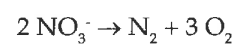 2 NO₃⁻ → N₂ + 3 O₂